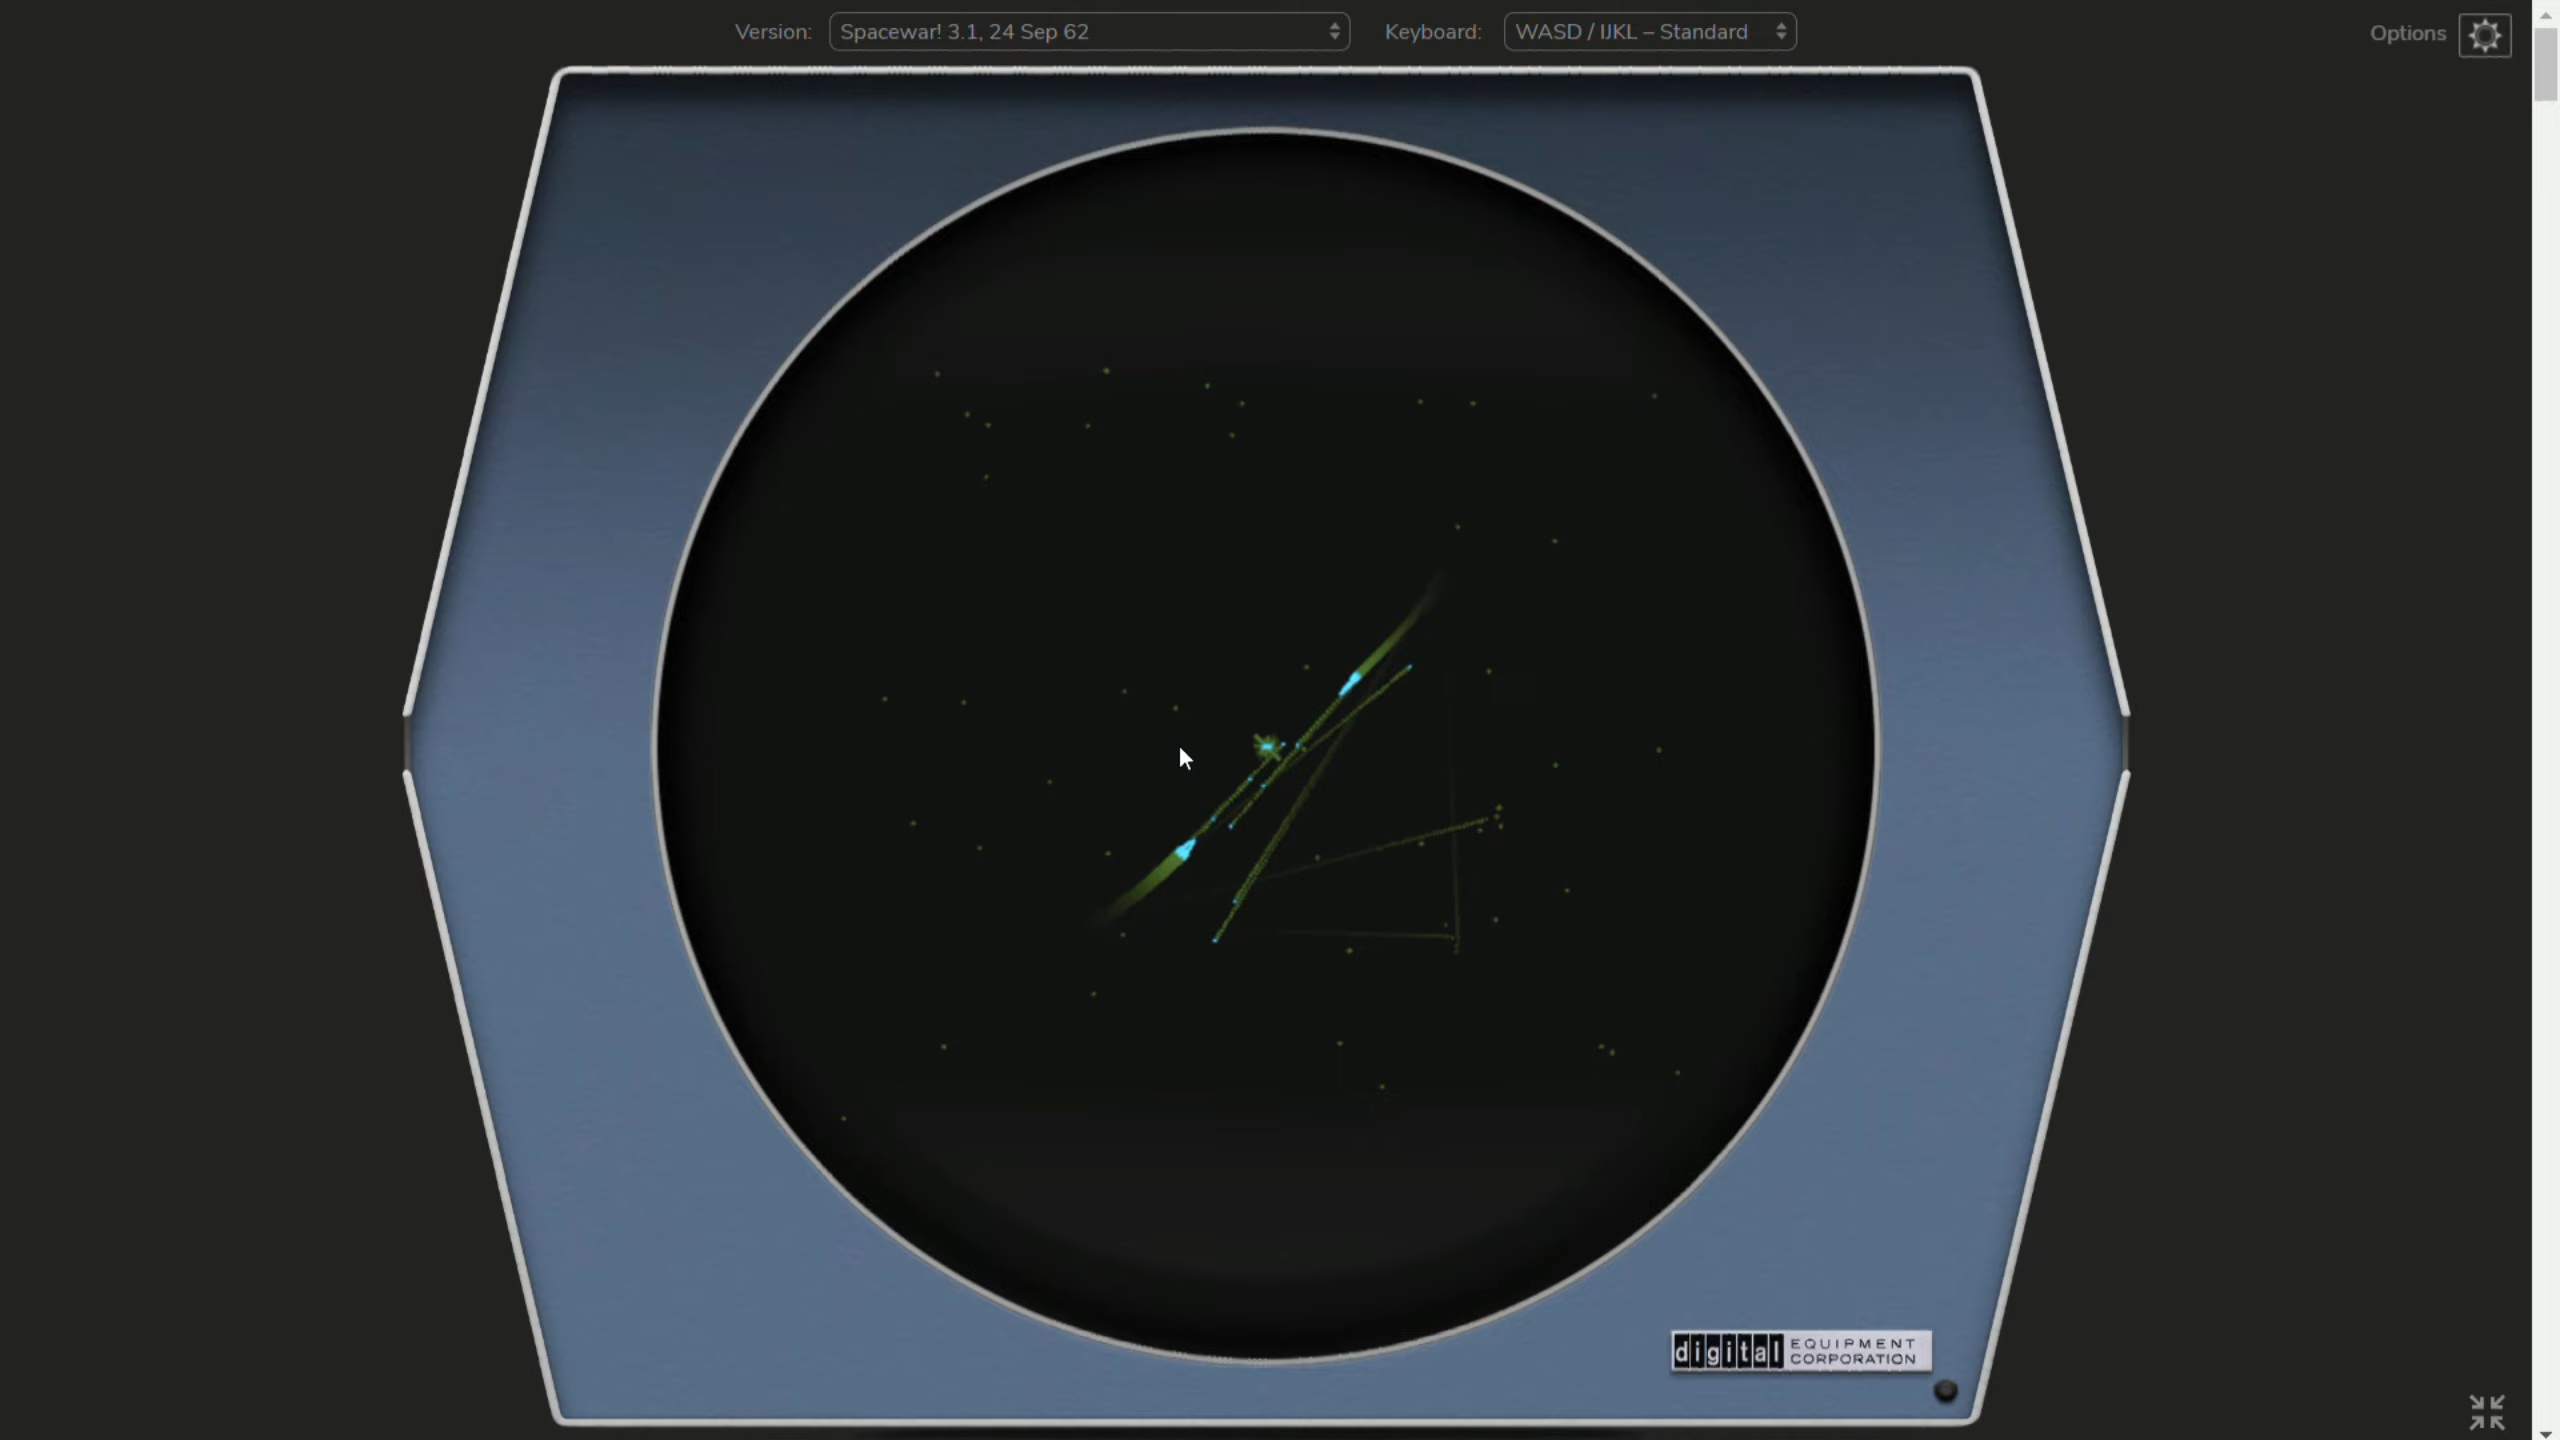 Version: Spacewar! 3.1, 24 Sep 62 Keyboard: WASD / IJKL – Standard Options
digital EQUIPMENT
CORPORATION